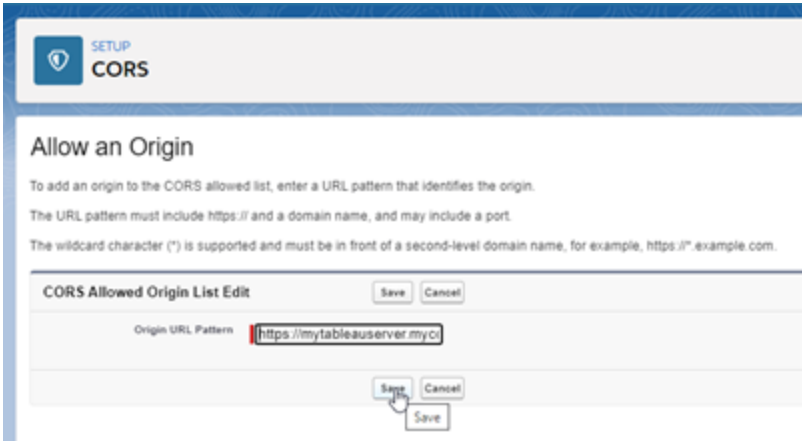 SETUP
CORS
Allow an Origin
To add an origin to the CORS allowed list, enter a URL pattern that identifies the origin.
The URL pattern must include https:// and a domain name, and may include a port.
The wildcard character (*) is supported and must be in front of a second-level domain name, for example, https://*.example.com.
CORS Allowed Origin List Edit Save Cancel
Origin URL Pattern https://mytableauserver.myc
Save Cancel
Save